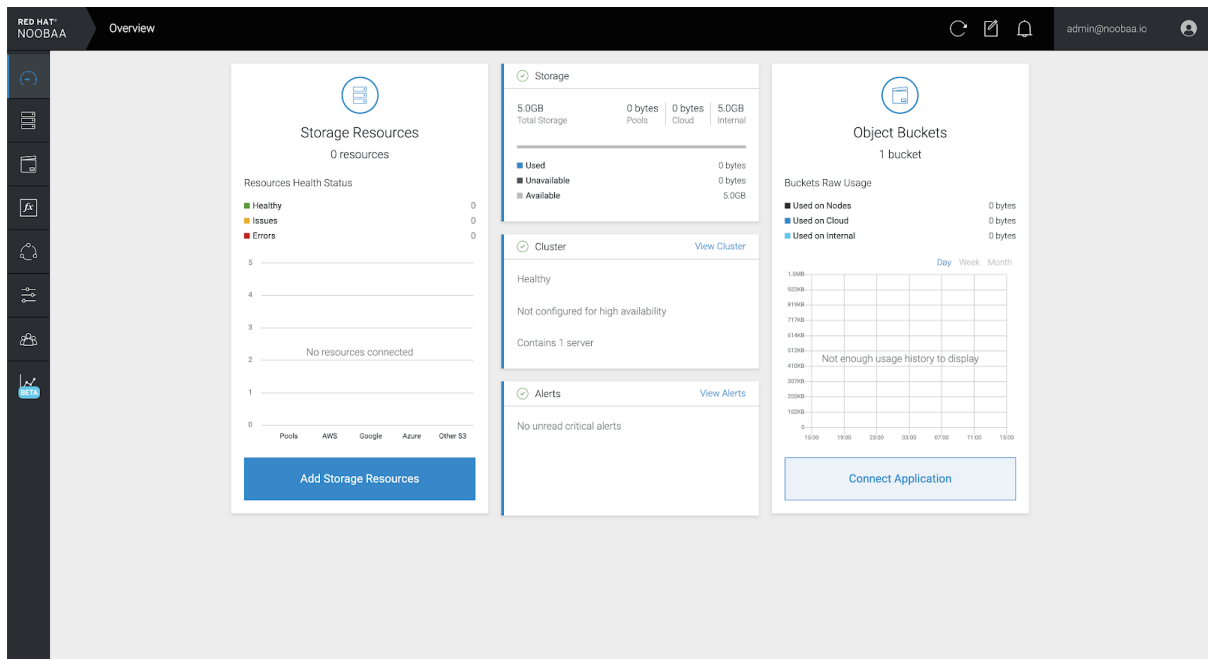 RED HAT®
NOOBAA
Overview
admin@noobaa.io
BETA
Storage Resources
0 resources
Resources Health Status
Healthy 0
Issues 0
Errors 0
5
4
3
2
1
0
No resources connected
Pools AWS Google Azure Other S3
Add Storage Resources
Storage
5.0GB 0 bytes 0 bytes 5.0GB
Total Storage Pools Cloud Internal
Used 0 bytes
Unavailable 0 bytes
Available 5.0GB
Cluster View Cluster
Healthy
Not configured for high availability
Contains 1 server
Alerts View Alerts
No unread critical alerts
Object Buckets
1 bucket
Buckets Raw Usage
Used on Nodes 0 bytes
Used on Cloud 0 bytes
Used on Internal 0 bytes
Day Week Month
1.0MB
922KB
819KB
717KB
614KB
512KB
410KB
307KB
205KB
102KB
0
Not enough usage history to display
15:00 19:00 23:00 03:00 07:00 11:00 15:00
Connect Application